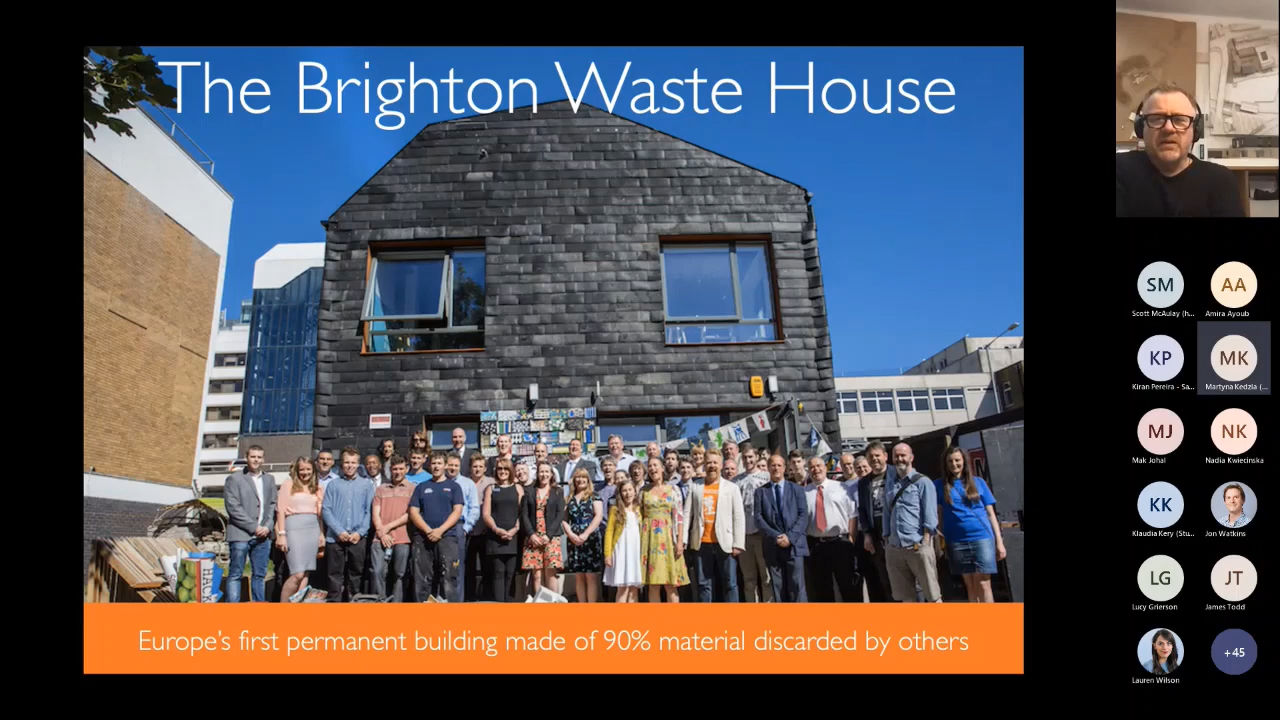 The Brighton Waste House
Europe's first permanent building made of 90% material discarded by others
SM
AA
Scott McAulay (h...
Amira Ayoub
KP
MK
Kiran Pereira - Sa...
Martyna Kedzia (...
MJ
NK
Mak Johal
Nadia Kwiecinska
KK
Klaudia Kery (Stu...
Jon Watkins
LG
JT
Lucy Grierson
James Todd
+45
Lauren Wilson